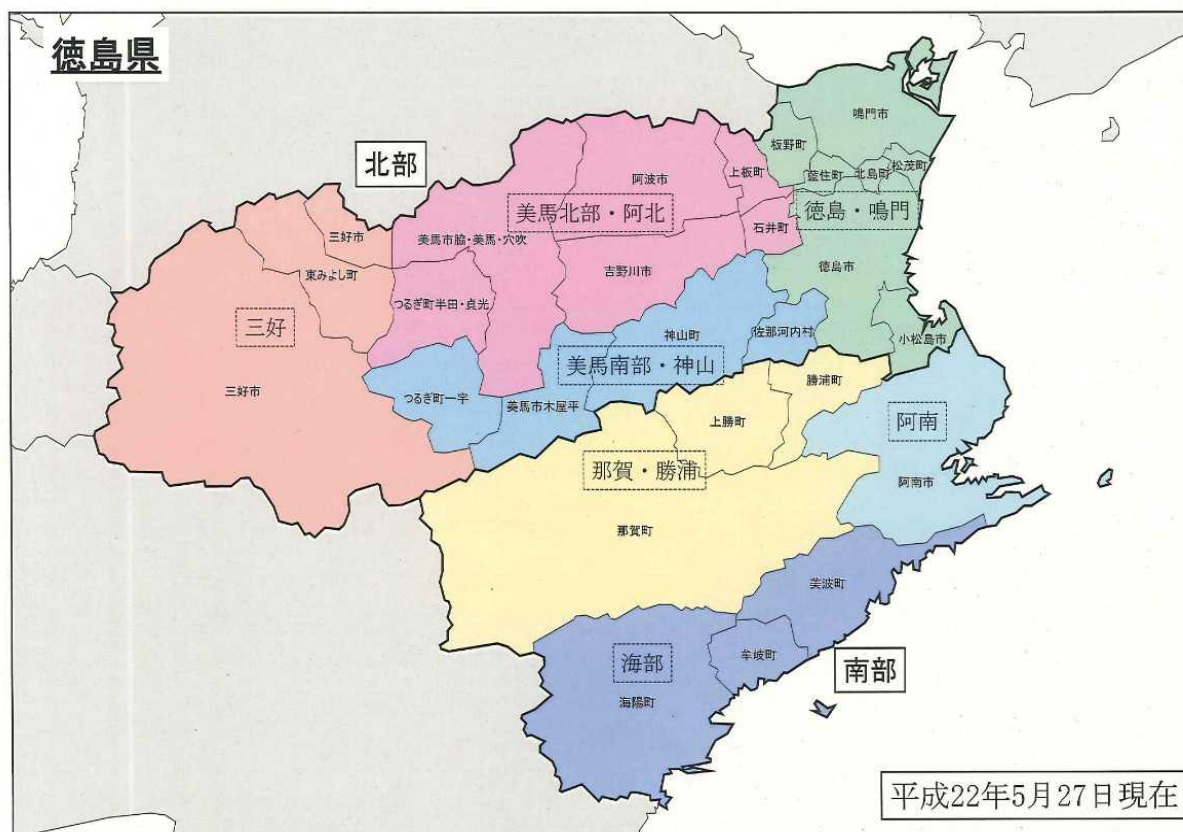 徳島県
北部
鳴門市
板野町
松茂町
藍住町
北島町
上板町
阿波市
美馬北部・阿北
徳島・鳴門
石井町
三好市
美馬市脇・美馬・穴吹
東みよし町
吉野川市
徳島市
つるぎ町半田・貞光
三好
神山町
佐那河内村
小松島市
美馬南部・神山
勝浦町
三好市
つるぎ町一宇
美馬市木屋平
上勝町
阿南
那賀・勝浦
阿南市
那賀町
美波町
海部
牟岐町
南部
海陽町
平成22年5月27日現在